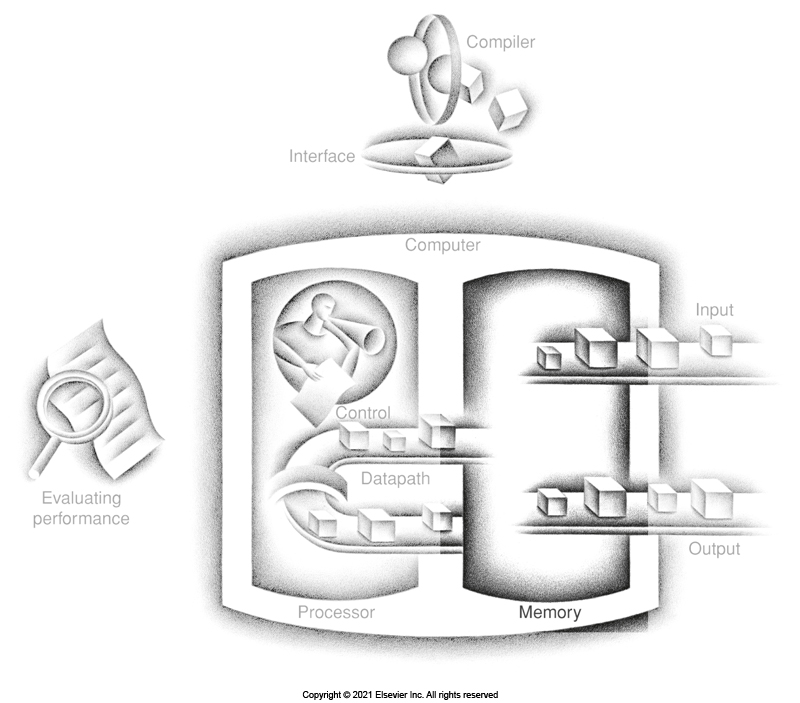 Compiler
Interface
Computer
Input
Control
Datapath
Evaluating
performance
Output
Processor
Memory
Copyright © 2021 Elsevier Inc. All rights reserved